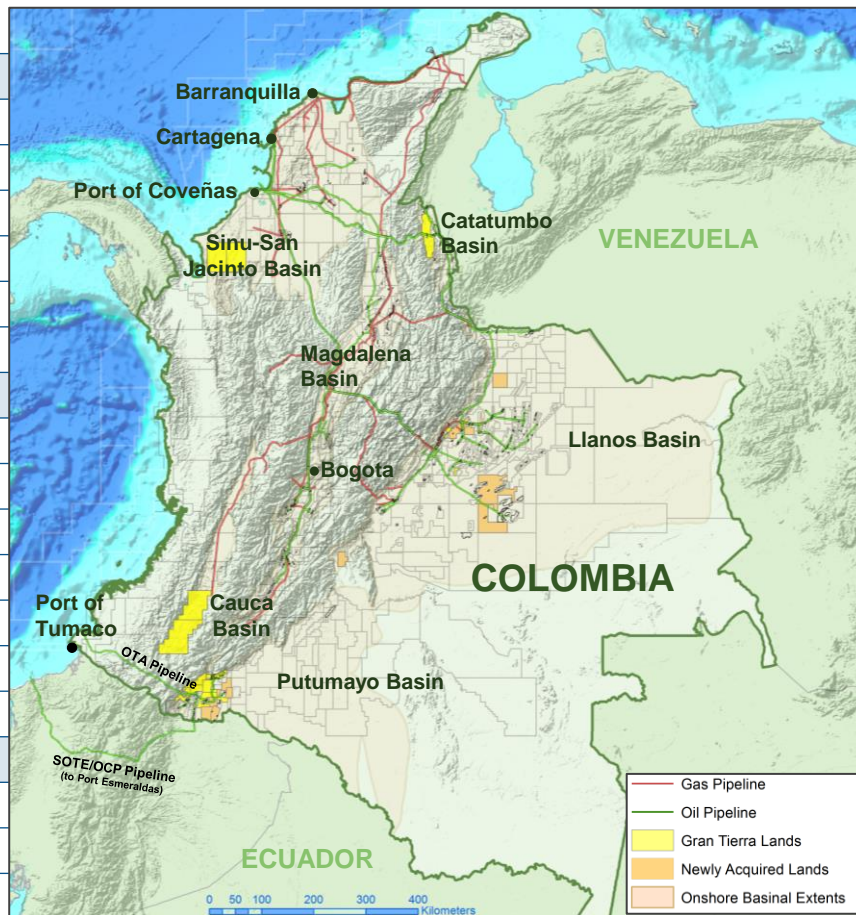 Barranquilla
Cartagena
Port of Coveñas
Catatumbo
Basin
VENEZUELA
Sinu-San
Jacinto Basin
Magdalena
Basin
Llanos Basin
Bogota
COLOMBIA
Port of
Tumaco
Cauca
Basin
OTA Pipeline
Putumayo Basin
SOTE/OCP Pipeline
(to Port Esmeraldas)
ECUADOR
Gas Pipeline
Oil Pipeline
Gran Tierra Lands
Newly Acquired Lands
Onshore Basinal Extents
0 50 100 200 300 400
Kilometers